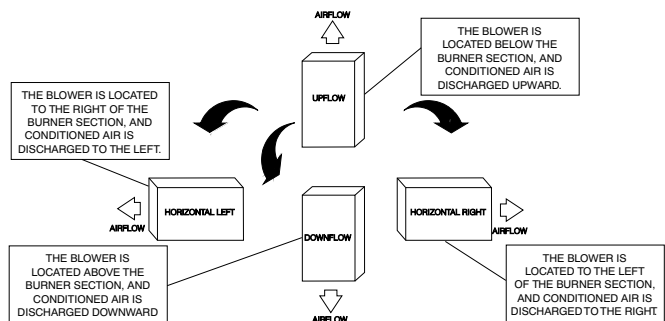 AIRFLOW
THE BLOWER IS
LOCATED BELOW THE
BURNER SECTION, AND
CONDITIONED AIR IS
DISCHARGED UPWARD.
THE BLOWER IS LOCATED
TO THE RIGHT OF THE
BURNER SECTION, AND
CONDITIONED AIR IS
DISCHARGED TO THE LEFT.
UPFLOW
HORIZONTAL LEFT
AIRFLOW
DOWNFLOW
HORIZONTAL RIGHT
AIRFLOW
THE BLOWER IS
LOCATED ABOVE THE
BURNER SECTION, AND
CONDITIONED AIR IS
DISCHARGED DOWNWARD
THE BLOWER IS
LOCATED TO THE LEFT
OF THE BURNER SECTION,
AND CONDITIONED AIR IS
DISCHARGED TO THE RIGHT.
AIRFLOW